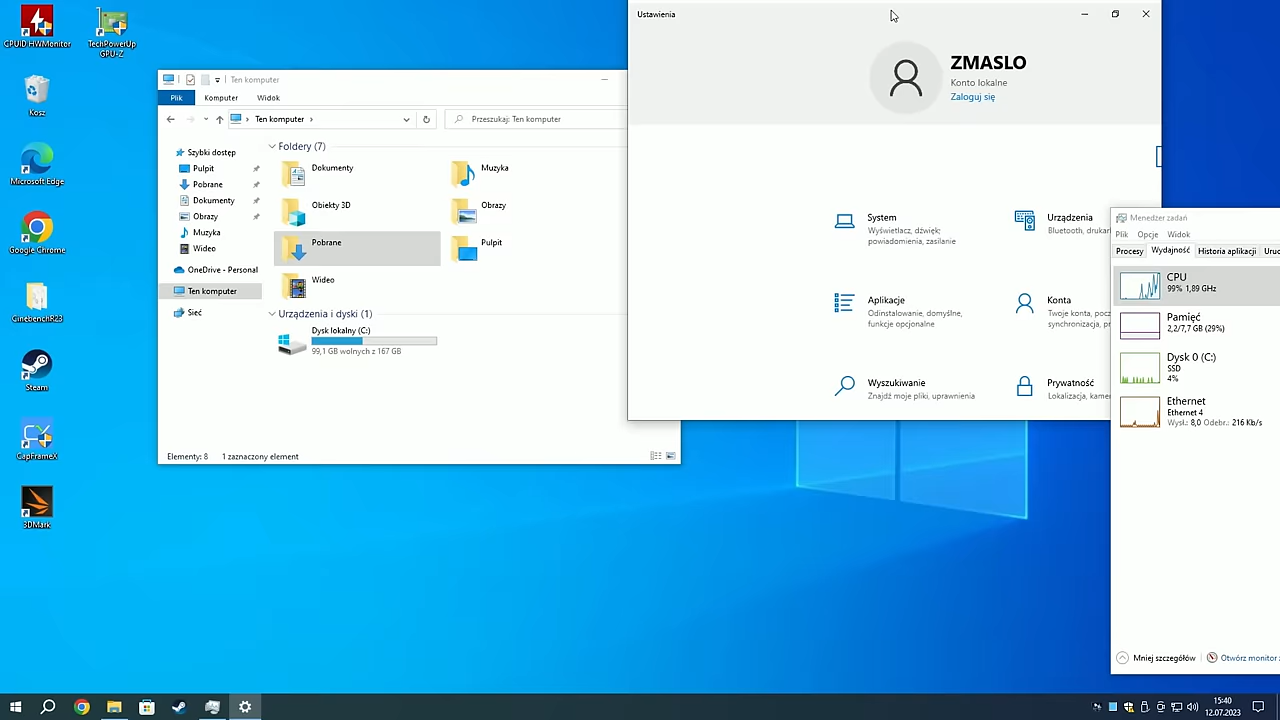 CPUID HWMonitor
TechPowerUp
GPU-Z
Kosz
Microsoft Edge
Google Chrome
CinebenchR23
Steam
CapFrameX
3DMark
Ten komputer
Plik
Komputer
Widok
Ten komputer
Przeszukaj: Ten komputer
Szybki dostęp
Pulpit
Pobrane
Dokumenty
Obrazy
Muzyka
Wideo
OneDrive - Personal
Ten komputer
Sieć
Foldery (7)
Dokumenty
Muzyka
Obiekty 3D
Obrazy
Pobrane
Pulpit
Wideo
Urządzenia i dyski (1)
Dysk lokalny (C:)
99,1 GB wolnych z 167 GB
Elementy: 8
1 zaznaczony element
Ustawienia
ZMASLO
Konto lokalne
Zaloguj się
System
Wyświetlacz, dźwięk,
powiadomienia, zasilanie
Urządzenia
Bluetooth, drukar
Aplikacje
Odinstalowanie, domyślne,
funkcje opcjonalne
Konta
Twoje konta, pocz
synchronizacja, pr
Wyszukiwanie
Znajdź moje pliki, uprawnienia
Prywatność
Lokalizacja, kame
Menedżer zadań
Plik
Opcje
Widok
Procesy
Wydajność
Historia aplikacji
Uruc
CPU
99% 1,89 GHz
Pamięć
2,2/7,7 GB (29%)
Dysk 0 (C:)
SSD
4%
Ethernet
Ethernet 4
Wysł.: 8,0 Odebr.: 216 Kb/s
Mniej szczegółów
Otwórz monitor z
15:40
12.07.2023